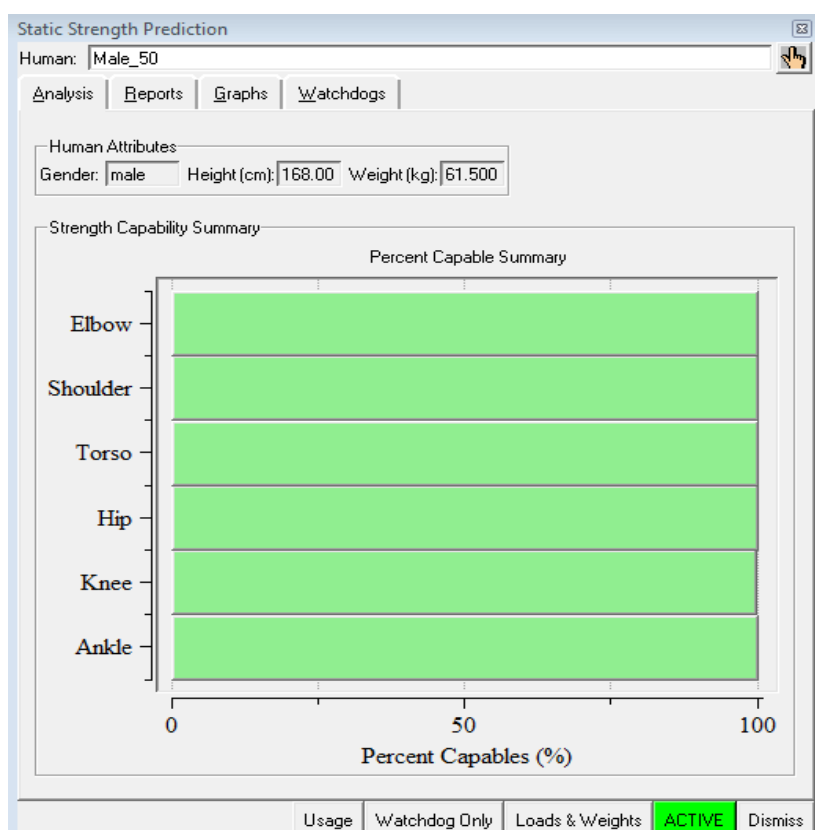 Static Strength Prediction
Human: Male_50
Analysis Reports Graphs Watchdogs
Human Attributes
Gender: male Height (cm): 168.00 Weight (kg): 61.500
Strength Capability Summary
Percent Capable Summary
Elbow
Shoulder
Torso
Hip
Knee
Ankle
0 50 100
Percent Capables (%)
Usage Watchdog Only Loads & Weights ACTIVE Dismiss